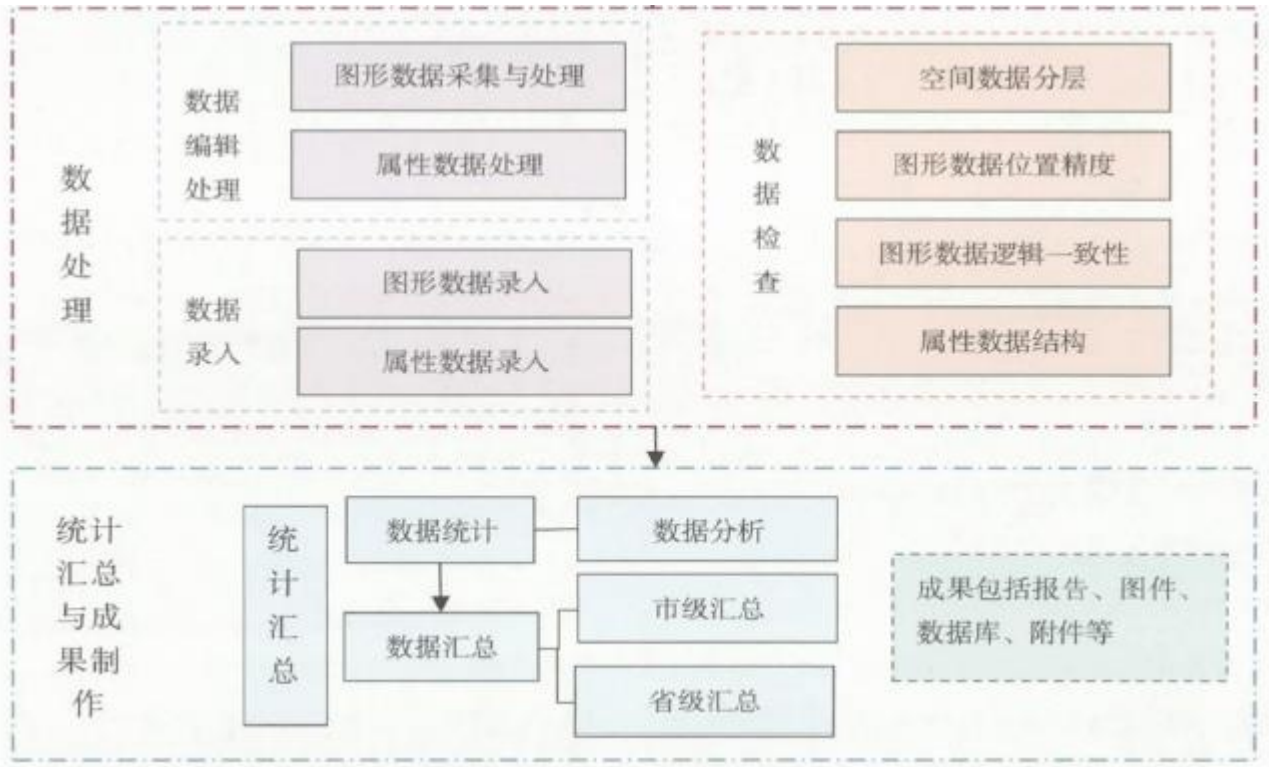 数据处理
数据
编辑
处理
图形数据采集与处理
属性数据处理
数据
录入
图形数据录入
属性数据录入
数据检查
空间数据分层
图形数据位置精度
图形数据逻辑一致性
属性数据结构
统计
汇总
与成
果制
作
统计汇总
数据统计
数据分析
数据汇总
市级汇总
省级汇总
成果包括报告、图件、
数据库、附件等